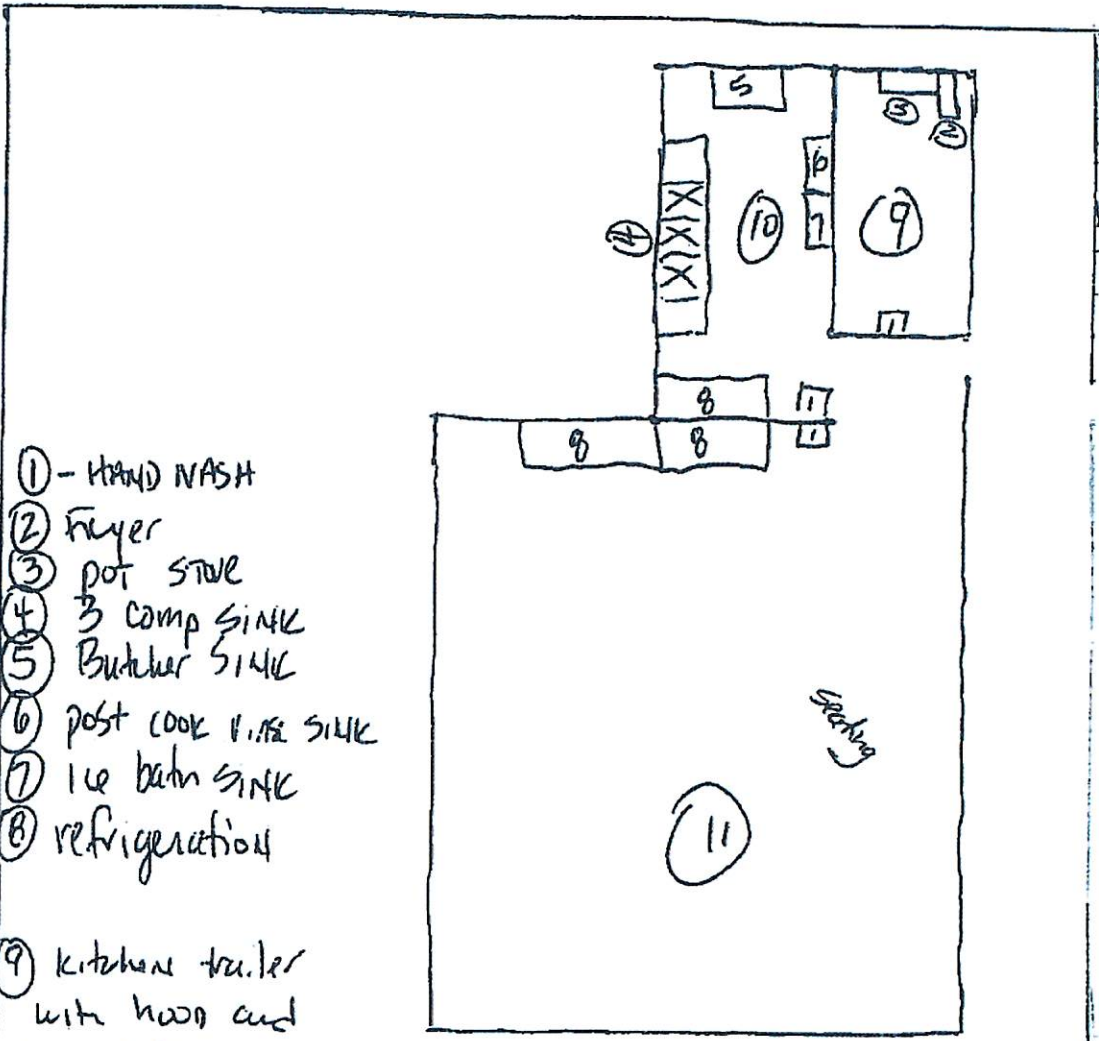 5
3
2
6
4
10
7
9
1
8
1
8
8
1
1 - HAND WASH
2 Fryer
3 pot stove
4 3 comp SINK
5 Butcher SINK
6 post cook SINK
7 Ice bath SINK
8 refrigeration
seating
11
9 kitchen trailer
with hood and